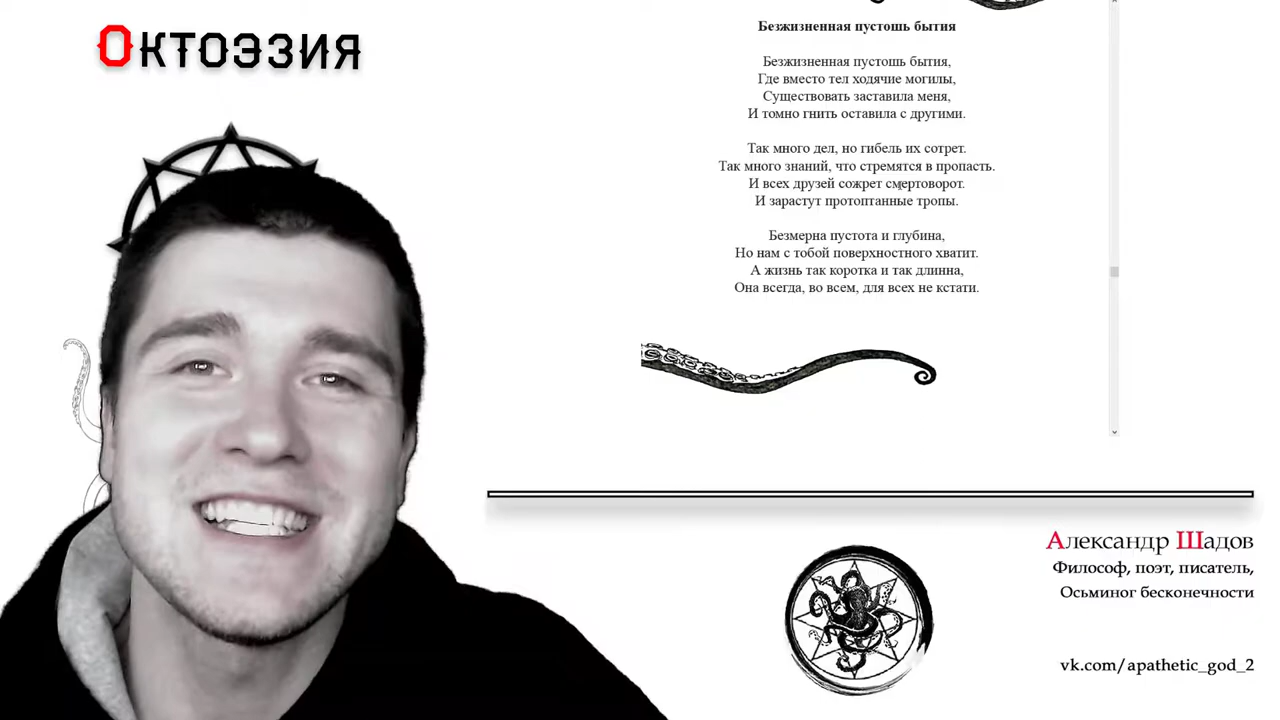 Октоэзия
Безжизненная пустошь бытия
Безжизненная пустошь бытия,
Где вместо тел ходячие могилы,
Существовать заставила меня,
И томно гнить оставила с другими.
Так много дел, но гибель их сотрет.
Так много знаний, что стремятся в пропасть.
И всех друзей сожрет смертоворот.
И зарастут протоптанные тропы.
Безмерна пустота и глубина,
Но нам с тобой поверхностного хватит.
А жизнь так коротка и так длинна,
Она всегда, во всем, для всех не кстати.
Александр Шадов
Философ, поэт, писатель,
Осьминог бесконечности
vk.com/apathetic_god_2